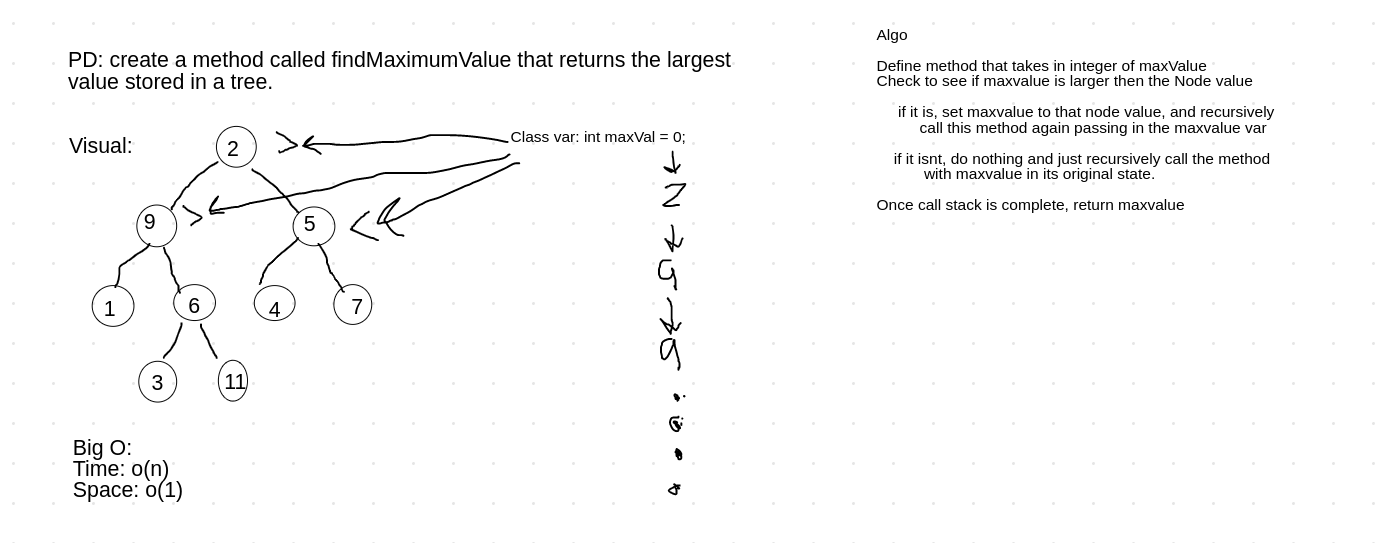 PD: create a method called findMaximumValue that returns the largest
value stored in a tree.
Visual:
Class var: int maxVal = 0;
2
9
5
1
6
4
7
3
11
2
9
9
Big O:
Time: o(n)
Space: o(1)
Algo
Define method that takes in integer of maxValue
Check to see if maxvalue is larger then the Node value
if it is, set maxvalue to that node value, and recursively
call this method again passing in the maxvalue var
if it isnt, do nothing and just recursively call the method
with maxvalue in its original state.
Once call stack is complete, return maxvalue